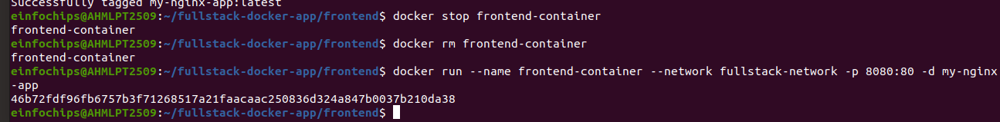 Successfully tagged my-nginx-app:latest
einfochips@AHMLPT2509:~/fullstack-docker-app/frontend$ docker stop frontend-container
frontend-container
einfochips@AHMLPT2509:~/fullstack-docker-app/frontend$ docker rm frontend-container
frontend-container
einfochips@AHMLPT2509:~/fullstack-docker-app/frontend$ docker run --name frontend-container --network fullstack-network -p 8080:80 -d my-nginx
-app
46b72fdf96fb6757b3f71268517a21faacaac250836d324a847b0037b210da38
einfochips@AHMLPT2509:~/fullstack-docker-app/frontend$